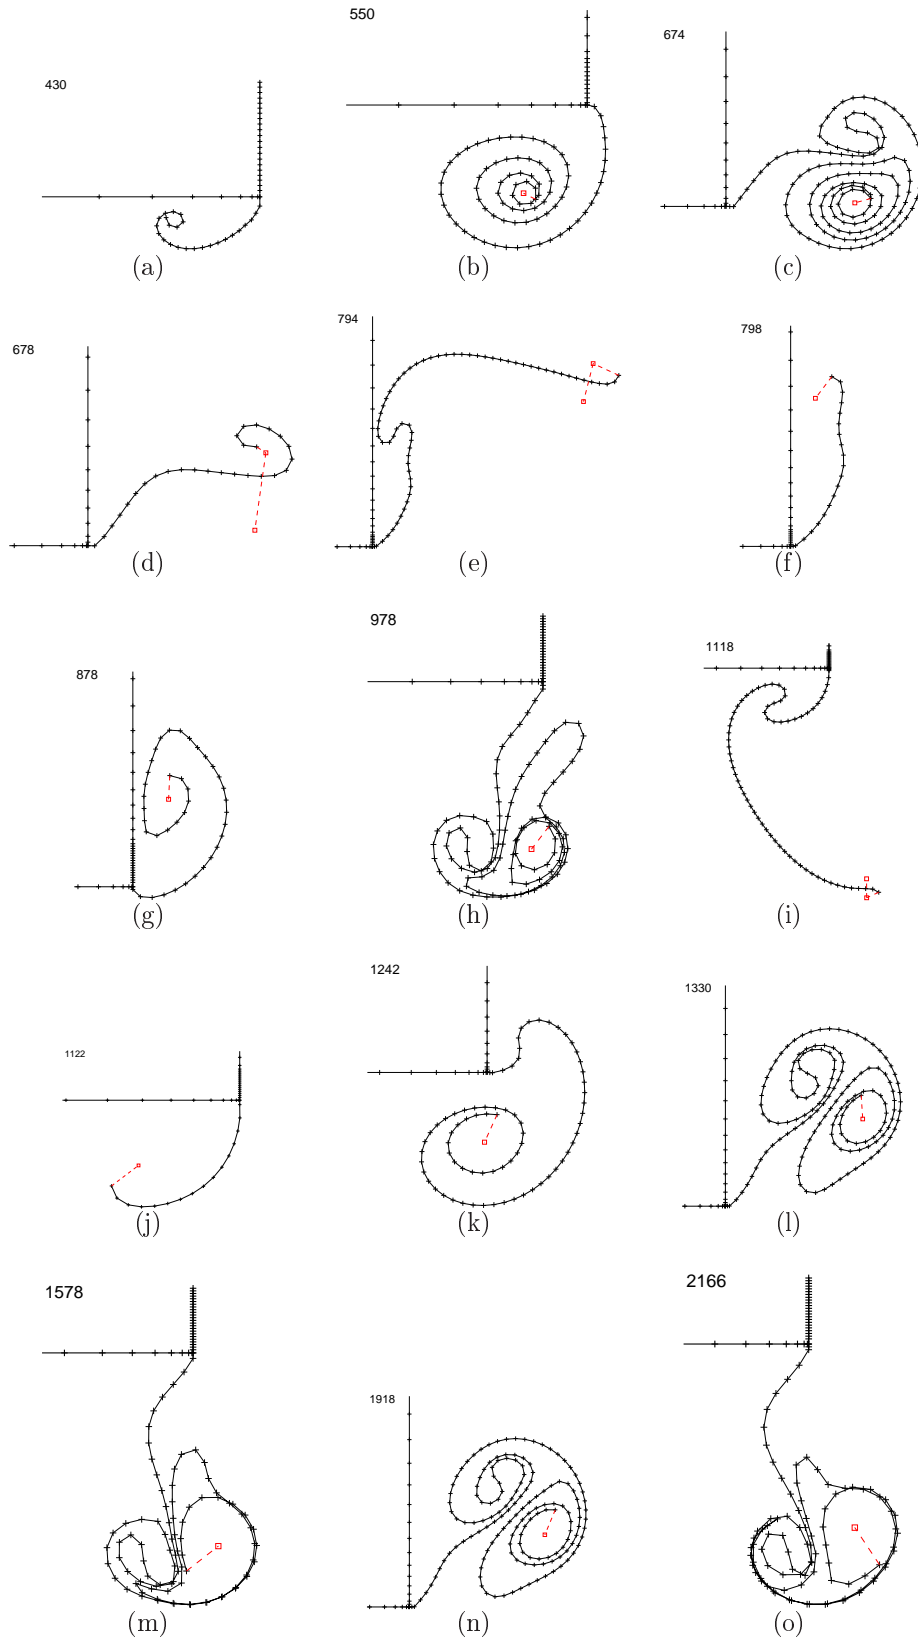 430
550
674
(a)
(b)
(c)
678
794
798
(d)
(e)
(f)
878
978
1118
(g)
(h)
(i)
1122
1242
1330
(j)
(k)
(l)
1578
1918
2166
(m)
(n)
(o)